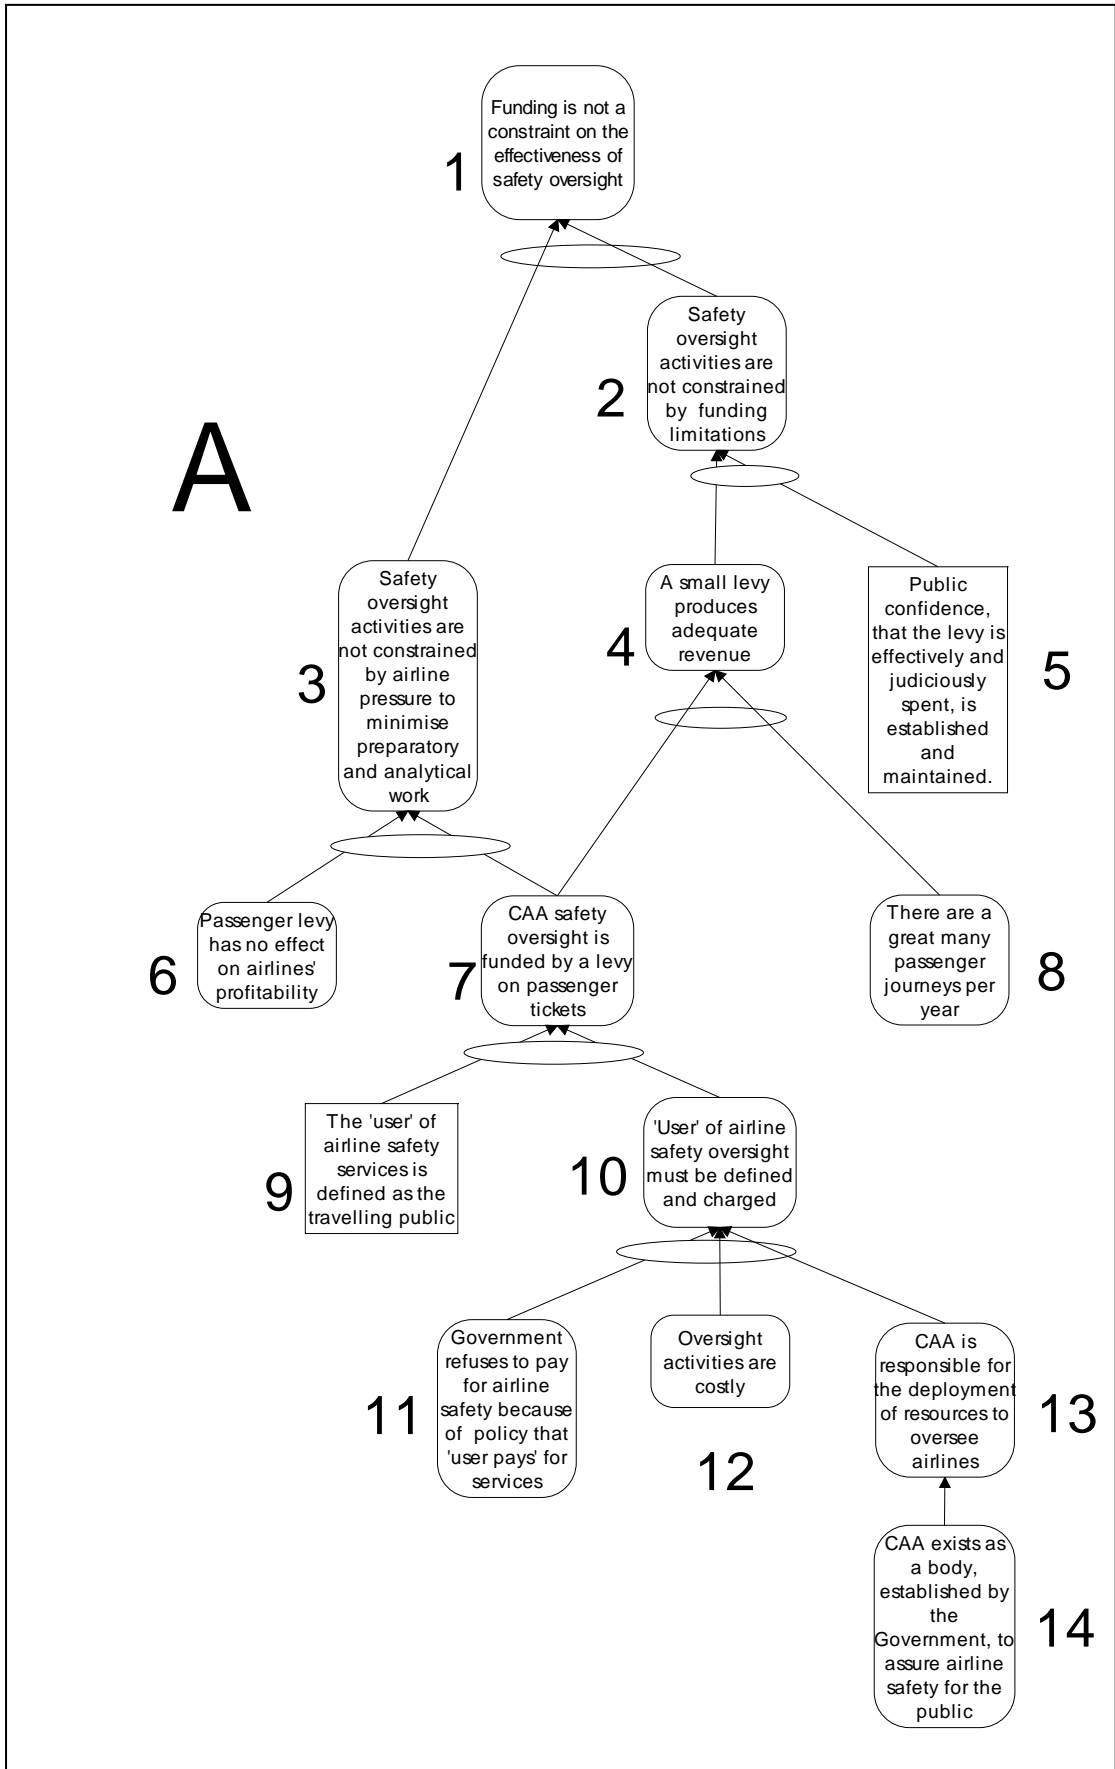 Funding is not a
constraint on the
effectiveness of
safety oversight
1
Safety
oversight
activities are
not constrained
by funding
limitations
2
A
Safety
oversight
activities are
not constrained
by airline
pressure to
minimise
preparatory
and analytical
work
3
A small levy
produces
adequate
revenue
4
Public
confidence,
that the levy is
effectively and
judiciously
spent, is
established
and
maintained.
5
Passenger levy
has no effect
on airlines'
profitability
6
CAA safety
oversight is
funded by a levy
on passenger
tickets
7
There are a
great many
passenger
journeys per
year
8
The 'user' of
airline safety
services is
defined as the
travelling public
9
'User' of airline
safety oversight
must be defined
and charged
10
Government
refuses to pay
for airline
safety because
of policy that
'user pays' for
services
11
Oversight
activities are
costly
12
CAA is
responsible for
the deployment
of resources to
oversee
airlines
13
CAA exists as
a body,
established by
the
Government, to
assure airline
safety for the
public
14